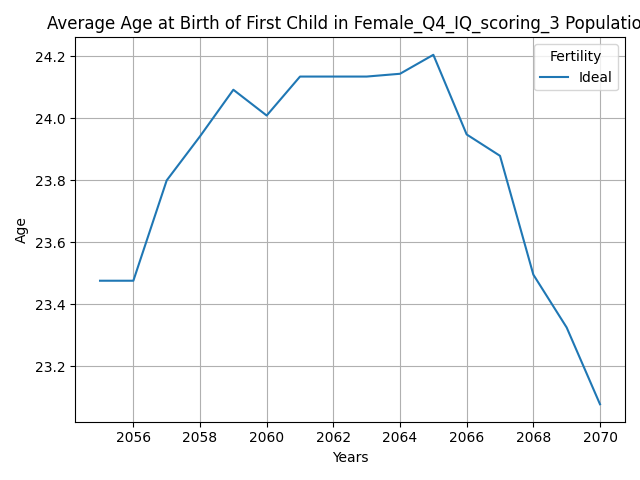 Average Age at Birth of First Child in Female_Q4_IQ_scoring_3 Populatio
Fertility
Ideal
24.2
24.0
23.8
23.6
23.4
23.2
Age
2056 2058 2060 2062 2064 2066 2068 2070
Years